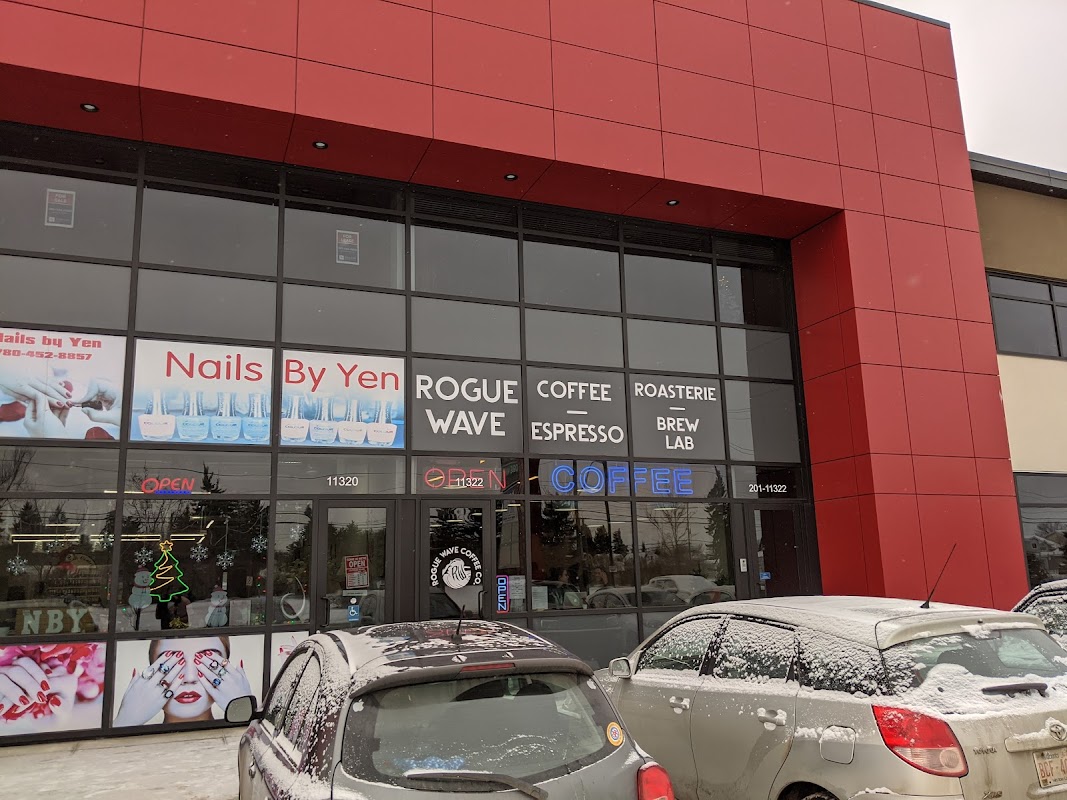 Nails by Yen
780-452-8857
Nails By Yen
ROGUE
WAVE
COFFEE
ESPRESSO
ROASTERIE
BREW
LAB
OPEN
11320
OPEN
11322
COFFEE
201-11322
ROGUE WAVE COFFEE CO.
OPEN
OPEN
NBY